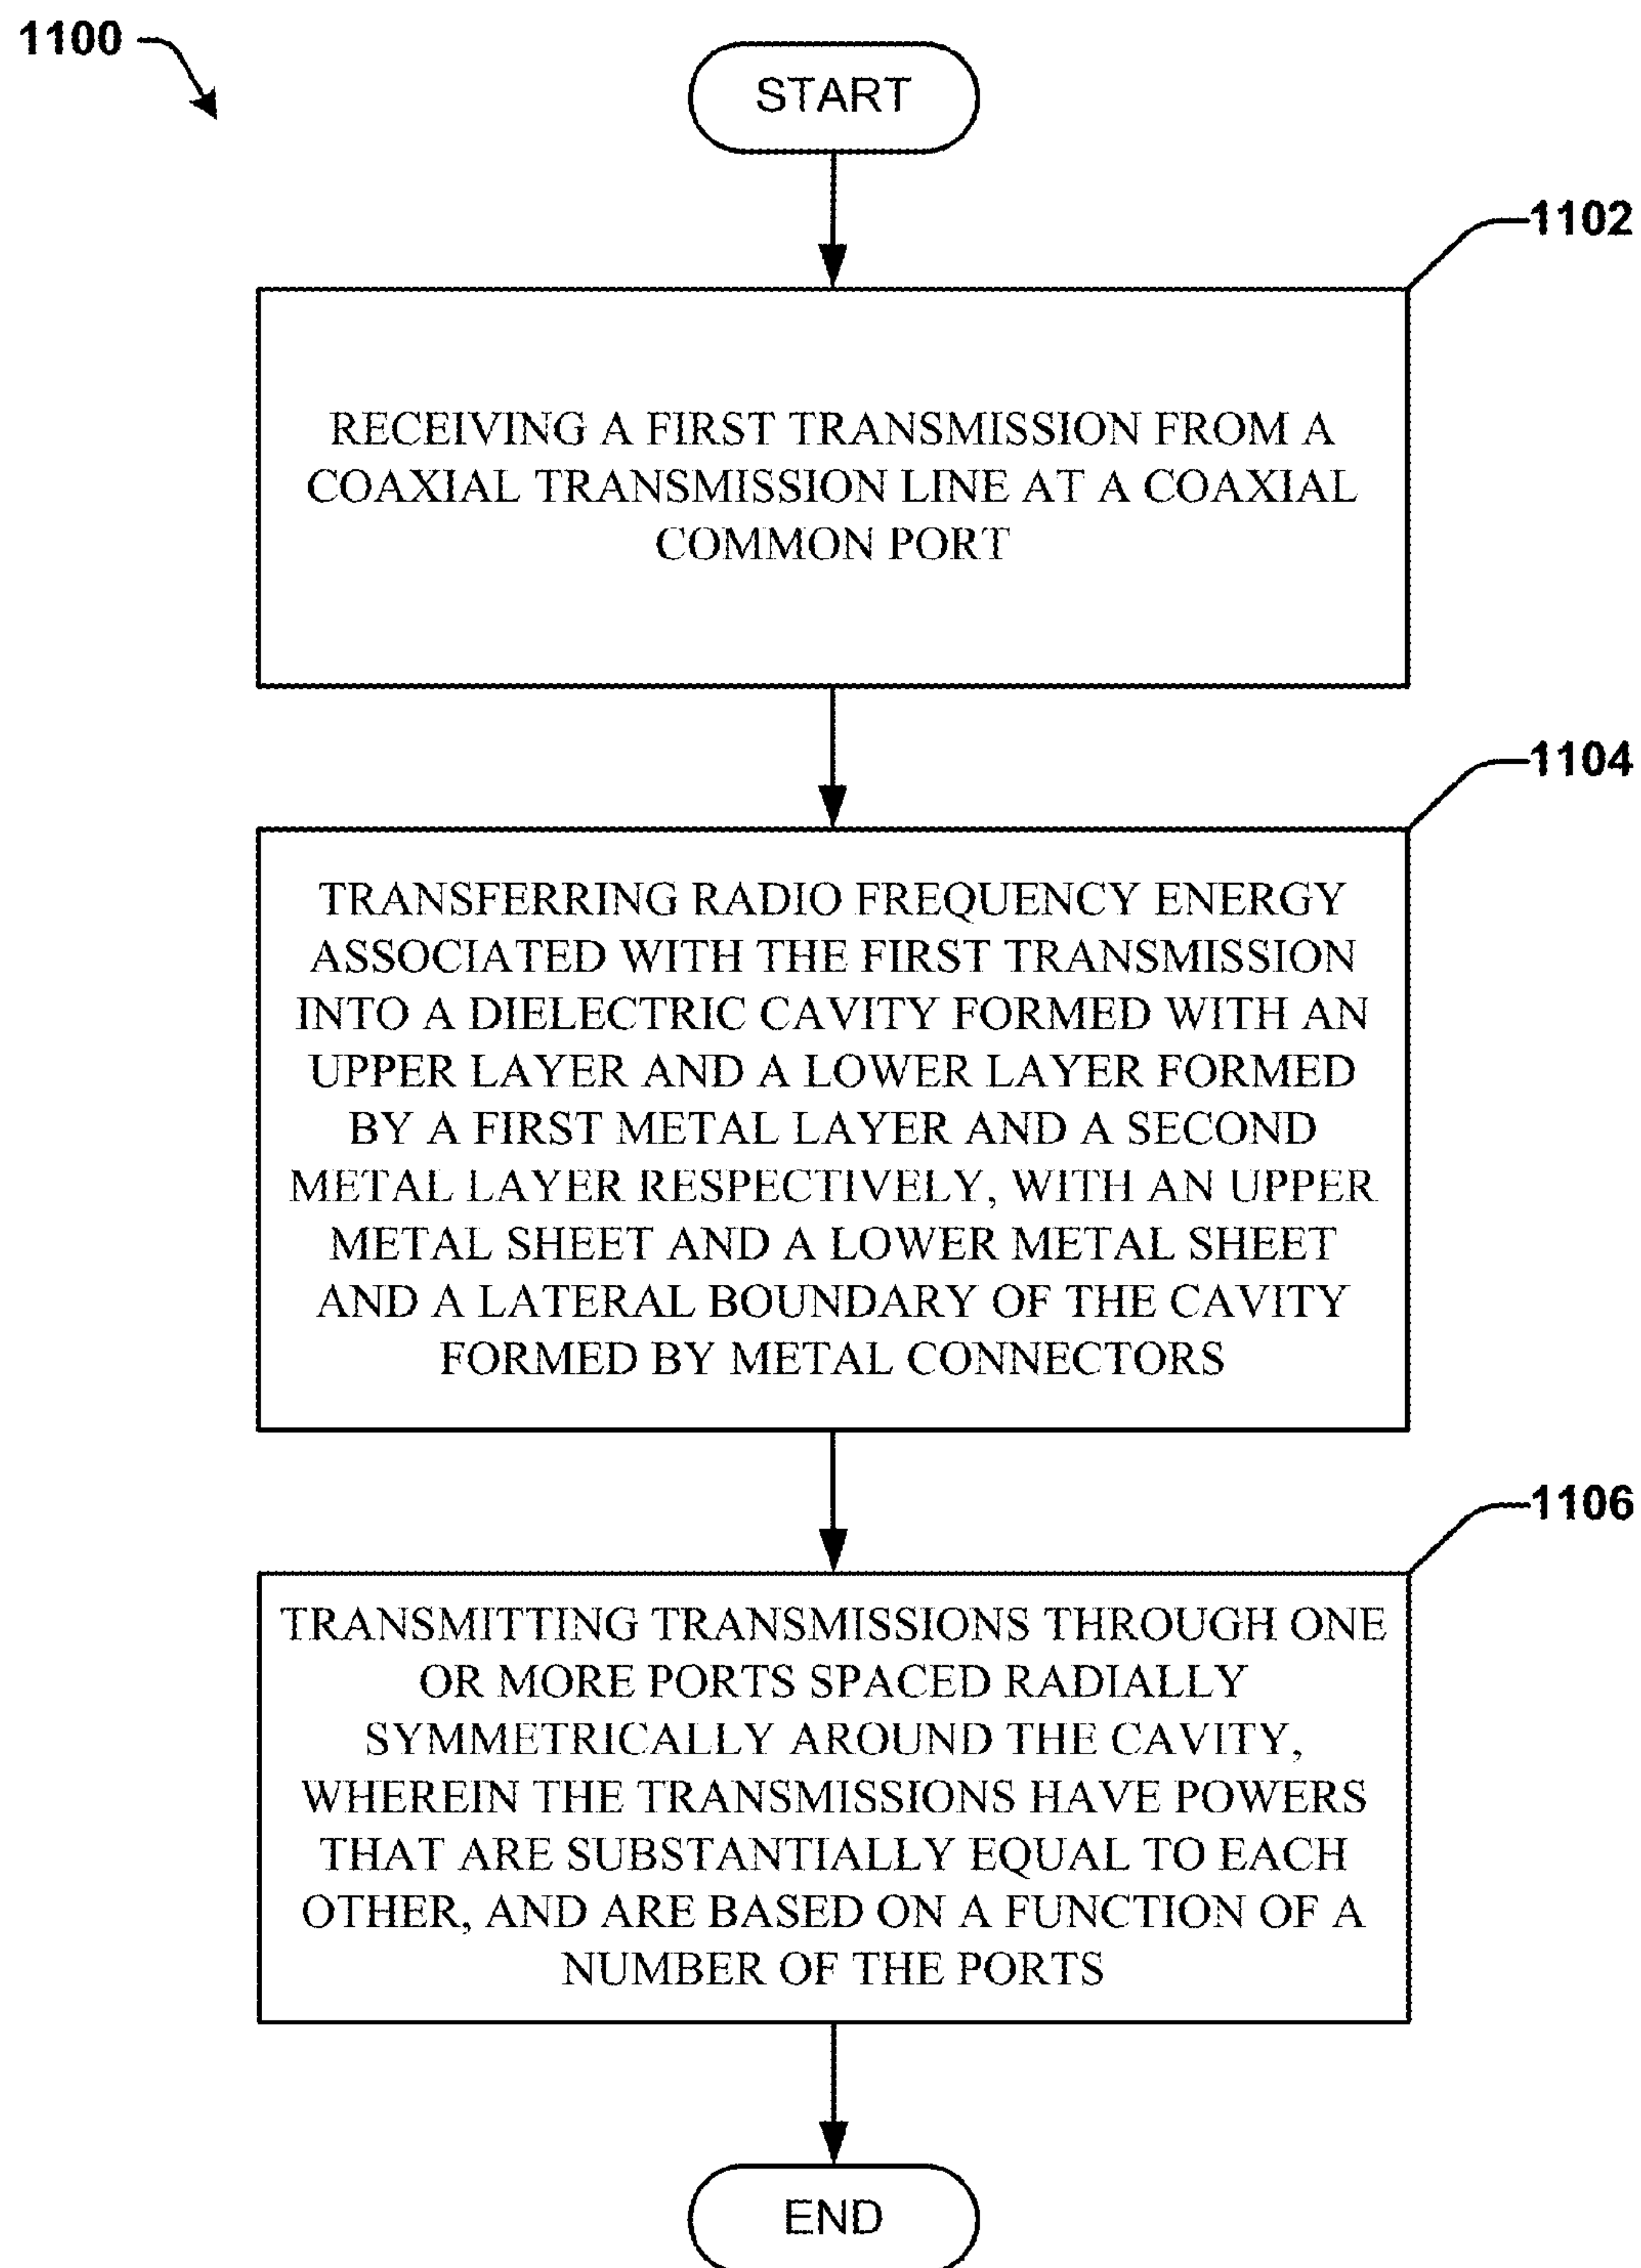 1100
START
1102
RECEIVING A FIRST TRANSMISSION FROM A
COAXIAL TRANSMISSION LINE AT A COAXIAL
COMMON PORT
1104
TRANSFERRING RADIO FREQUENCY ENERGY
ASSOCIATED WITH THE FIRST TRANSMISSION
INTO A DIELECTRIC CAVITY FORMED WITH AN
UPPER LAYER AND A LOWER LAYER FORMED
BY A FIRST METAL LAYER AND A SECOND
METAL LAYER RESPECTIVELY, WITH AN UPPER
METAL SHEET AND A LOWER METAL SHEET
AND A LATERAL BOUNDARY OF THE CAVITY
FORMED BY METAL CONNECTORS
1106
TRANSMITTING TRANSMISSIONS THROUGH ONE
OR MORE PORTS SPACED RADIALLY
SYMMETRICALLY AROUND THE CAVITY,
WHEREIN THE TRANSMISSIONS HAVE POWERS
THAT ARE SUBSTANTIALLY EQUAL TO EACH
OTHER, AND ARE BASED ON A FUNCTION OF A
NUMBER OF THE PORTS
END